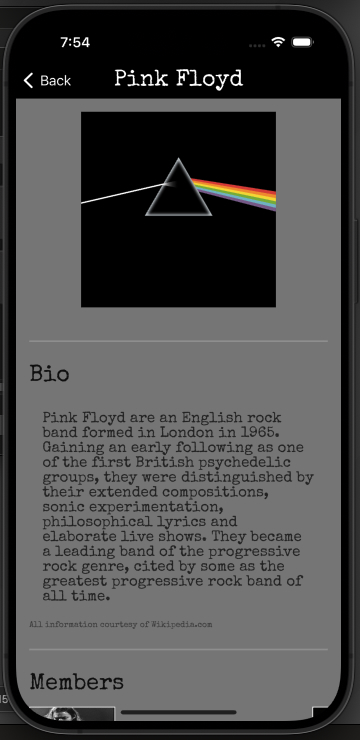 7:54
Back
Pink Floyd
Bio
Pink Floyd are an English rock
band formed in London in 1965.
Gaining an early following as one
of the first British psychedelic
groups, they were distinguished by
their extended compositions,
sonic experimentation,
philosophical lyrics and
elaborate live shows. They became
a leading band of the progressive
rock genre, cited by some as the
greatest progressive rock band of
all time.
All information courtesy of Wikipedia.com
Members